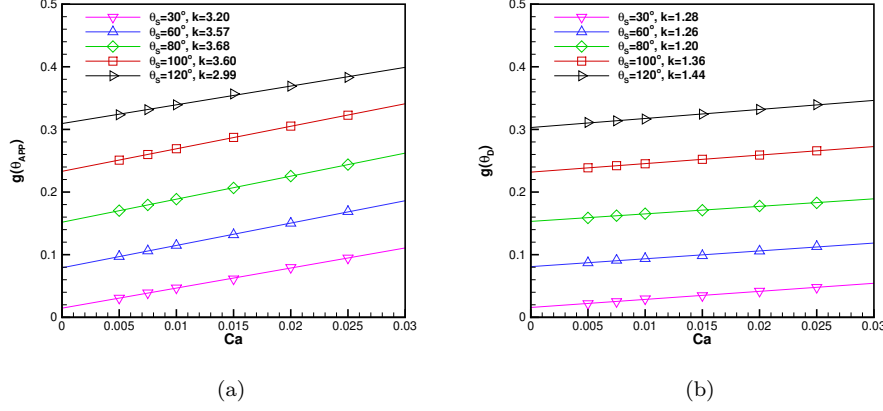 θS=30°, k=3.20
θS=60°, k=3.57
θS=80°, k=3.68
θS=100°, k=3.60
θS=120°, k=2.99
g(θAPP)
0.5
0.4
0.3
0.2
0.1
0
0 0.005 0.01 0.015 0.02 0.025 0.03
Ca
(a)
θS=30°, k=1.28
θS=60°, k=1.26
θS=80°, k=1.20
θS=100°, k=1.36
θS=120°, k=1.44
g(θD)
0.5
0.4
0.3
0.2
0.1
0
0 0.005 0.01 0.015 0.02 0.025 0.03
Ca
(b)